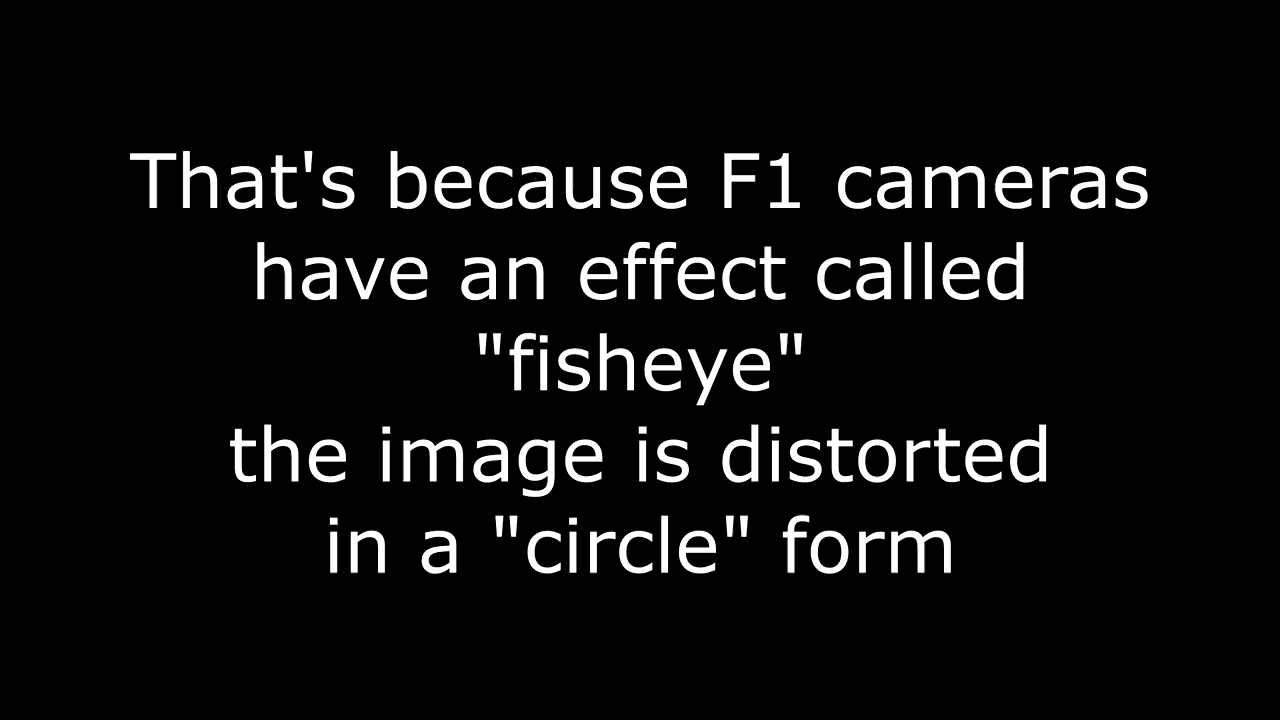 That's because F1 cameras
have an effect called
"fisheye"
the image is distorted
in a "circle" form